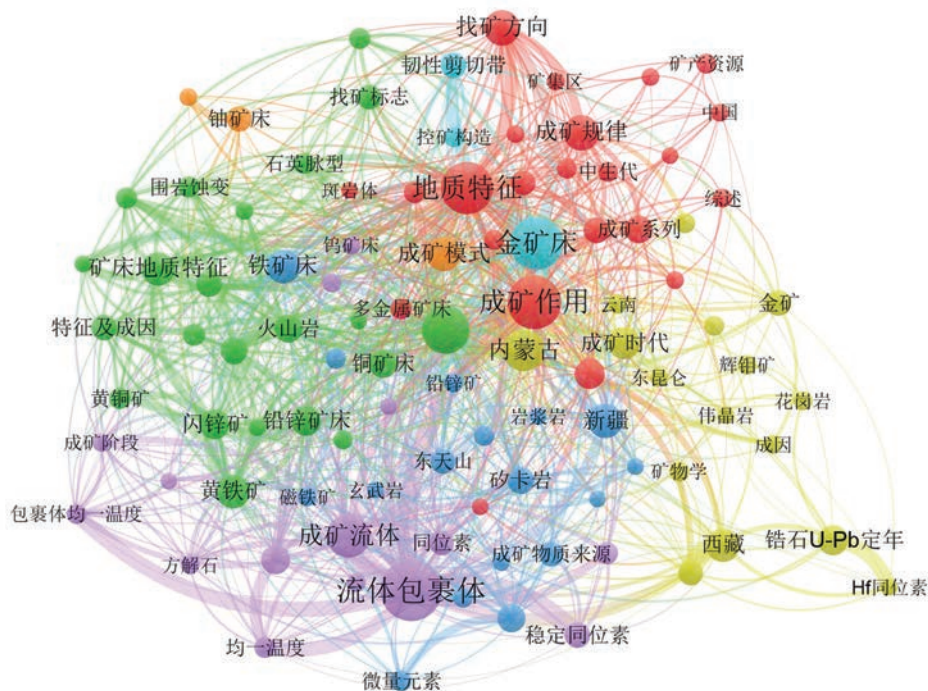 找矿方向
韧性剪切带
矿产资源
矿集区
找矿标志
中国
铀矿床
控矿构造
成矿规律
石英脉型
中生代
围岩蚀变
斑岩体
地质特征
综述
成矿系列
钨矿床
金矿床
成矿模式
铁矿床
矿床地质特征
多金属矿床
成矿作用
云南
金矿
特征及成因
火山岩
内蒙古
成矿时代
铜矿床
辉钼矿
铅锌矿
东昆仑
黄铜矿
花岗岩
伟晶岩
岩浆岩
新疆
闪锌矿
铅锌矿床
成矿阶段
成因
东天山
矿物学
黄铁矿
磁铁矿
玄武岩
矽卡岩
包裹体均一温度
成矿流体
同位素
西藏
锆石U-Pb定年
方解石
成矿物质来源
流体包裹体
Hf同位素
稳定同位素
均一温度
微量元素